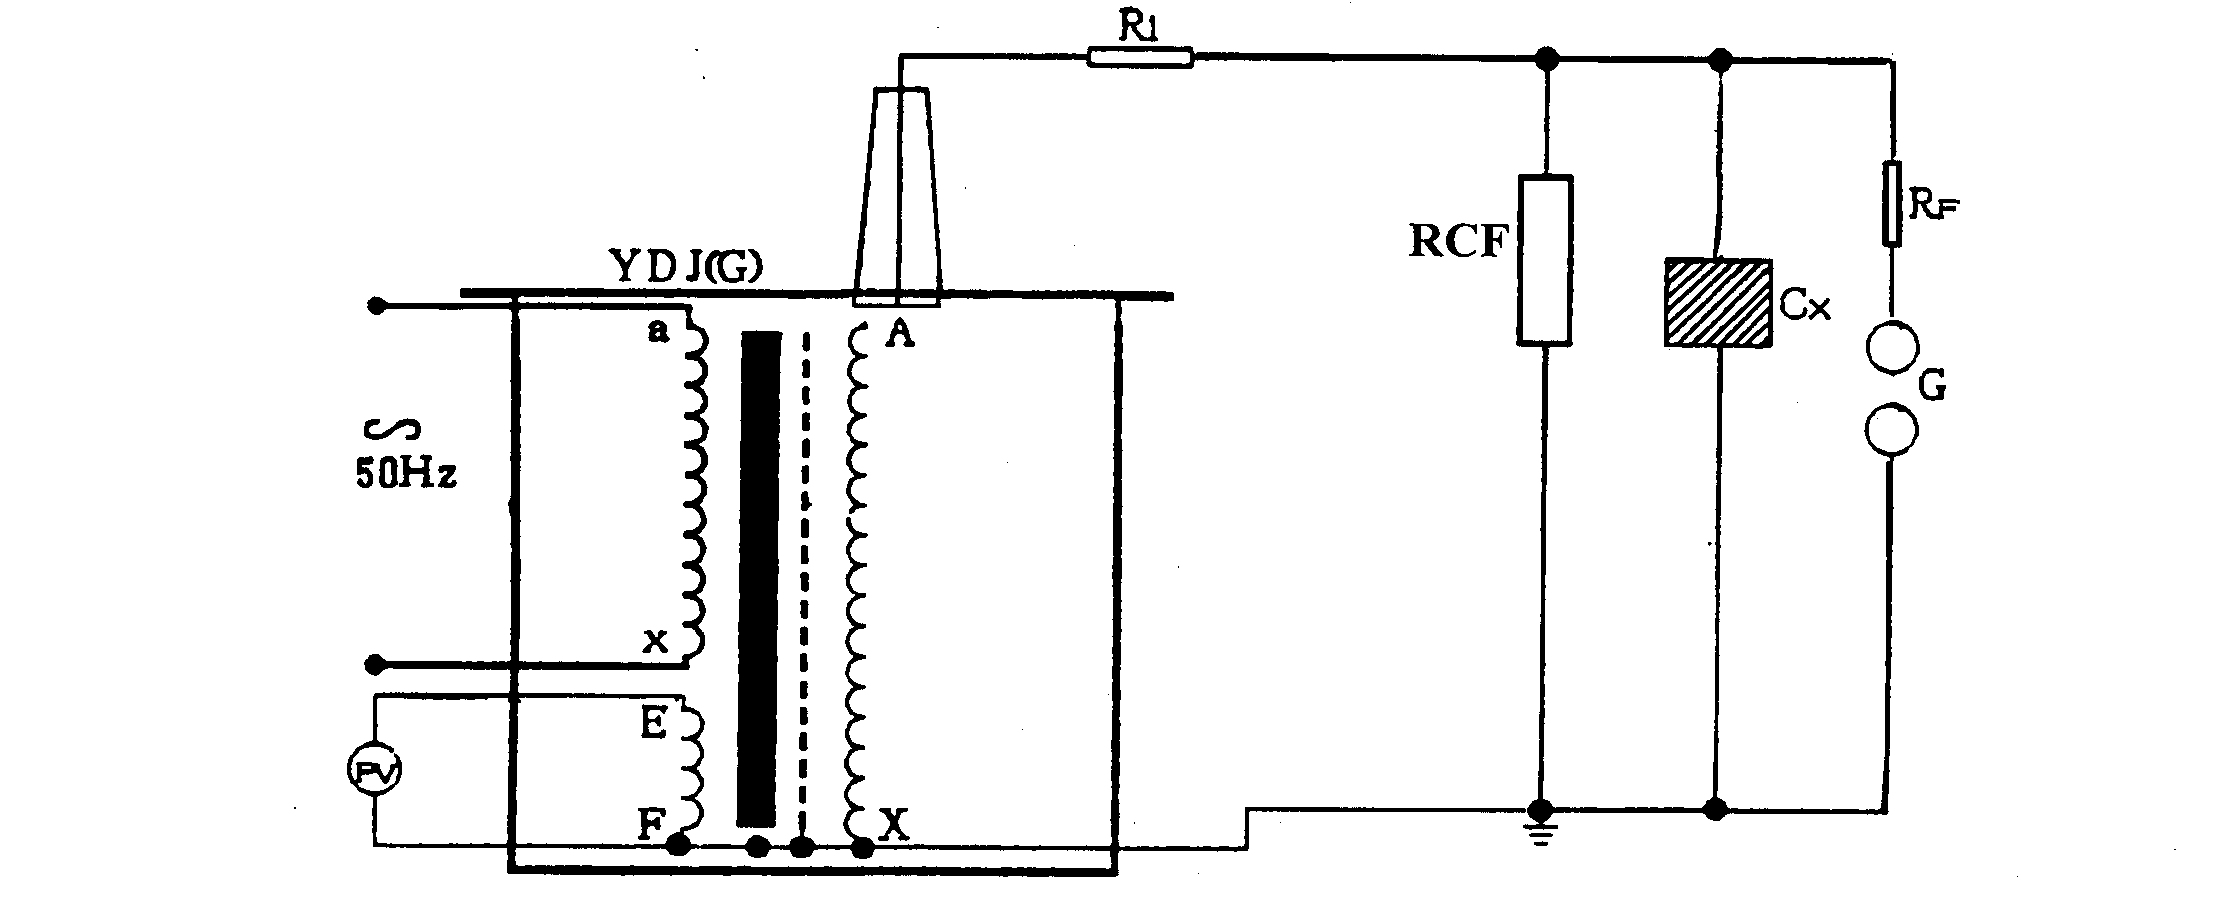 R1
RCF
RF
YDJ(G)
a
A
Cx
G
50Hz
x
E
PV
F
X